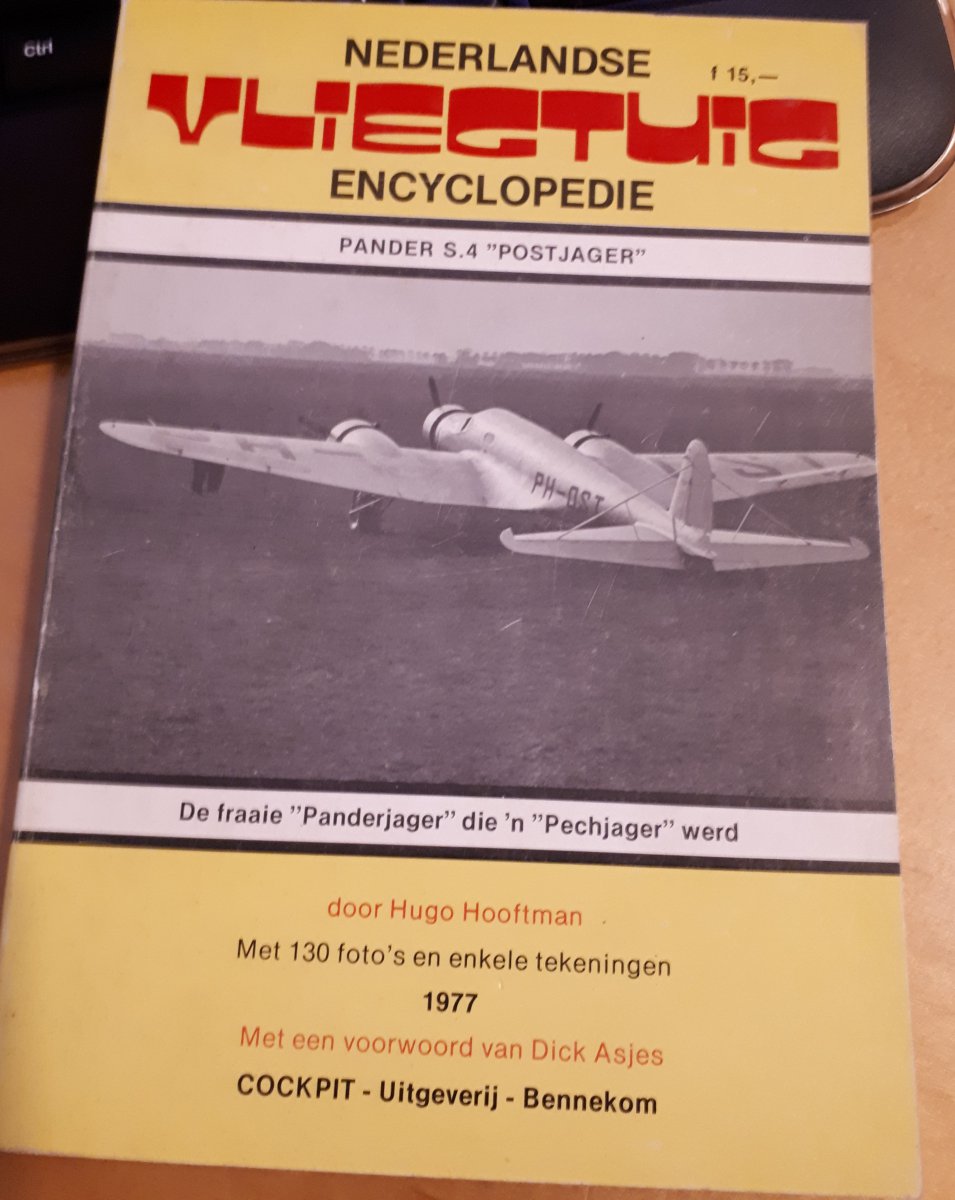 Ctrl
NEDERLANDSE
f 15,—
VLIEGTUIG
ENCYCLOPEDIE
PANDER S.4 ”POSTJAGER”
PH-OST
De fraaie ”Panderjager” die ’n ”Pechjager” werd
door Hugo Hooftman
Met 130 foto’s en enkele tekeningen
1977
Met een voorwoord van Dick Asjes
COCKPIT - Uitgeverij - Bennekom